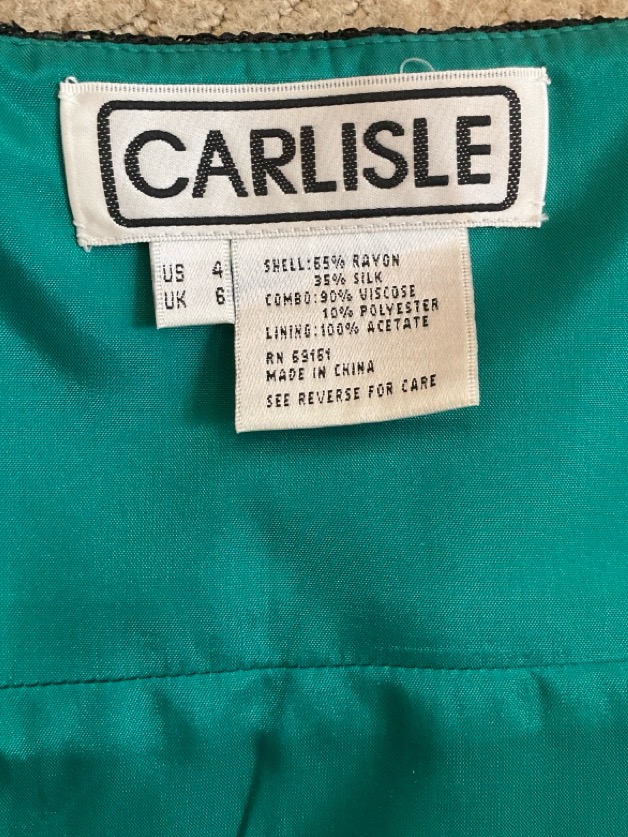 CARLISLE
US 4
UK 6
SHELL:65% RAYON
35% SILK
COMBO:90% VISCOSE
10% POLYESTER
LINING:100% ACETATE
RN 69161
MADE IN CHINA
SEE REVERSE FOR CARE